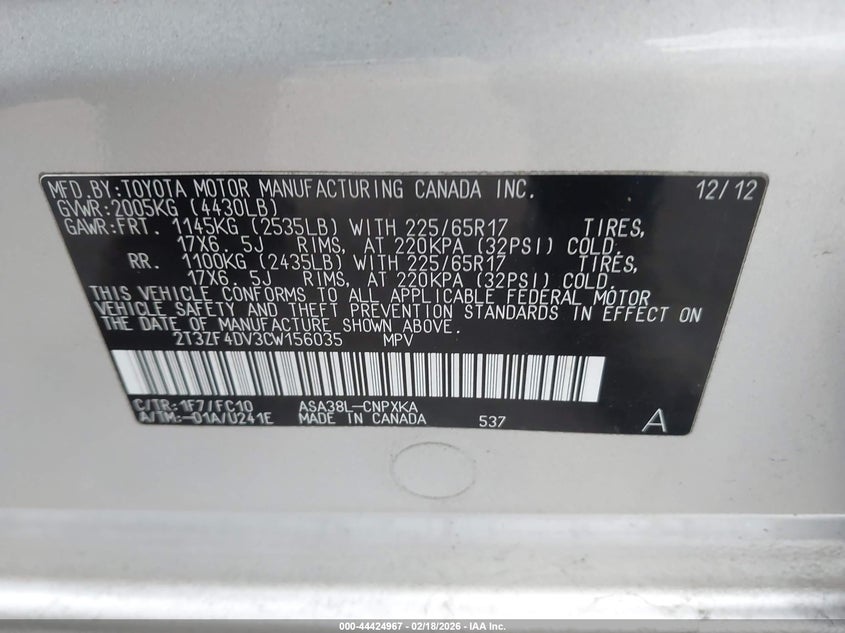 MFD.BY:TOYOTA MOTOR MANUFACTURING CANADA INC. 12/12
GVWR:2005KG (4430LB)
GAWR:FRT. 1145KG (2535LB) WITH 225/65R17 TIRES,
17X6. 5J RIMS, AT 220KPA (32PSI) COLD.
RR. 1100KG (2435LB) WITH 225/65R17 TIRES,
17X6. 5J RIMS, AT 220KPA (32PSI) COLD.
THIS VEHICLE CONFORMS TO ALL APPLICABLE FEDERAL MOTOR
VEHICLE SAFETY AND THEFT PREVENTION STANDARDS IN EFFECT ON
THE DATE OF MANUFACTURE SHOWN ABOVE.
2T3ZF4DV3CW156035 MPV
C/TR:1F7/FC10 ASA38L-CNPXKA
A/TM:-01A/U241E MADE IN CANADA 537 A
000-44424967 - 02/18/2026 - IAA Inc.